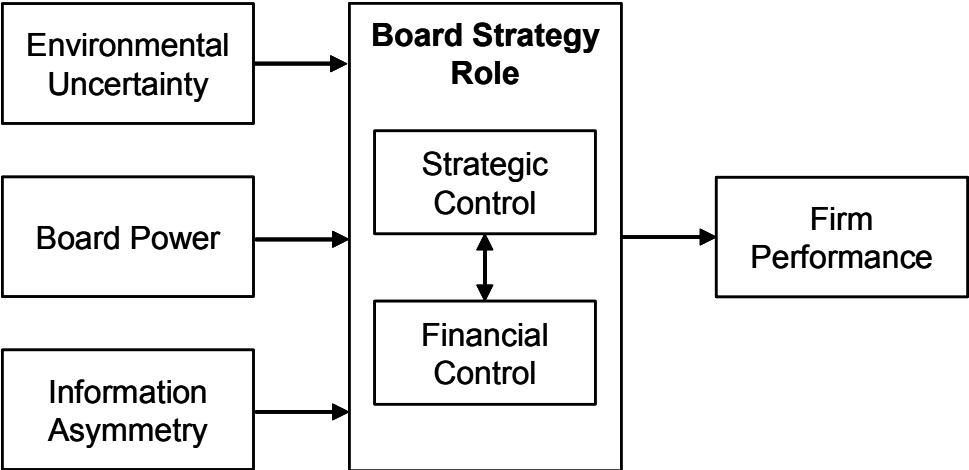 Environmental
Uncertainty
Board Power
Information
Asymmetry
Board Strategy
Role
Strategic
Control
Financial
Control
Firm
Performance